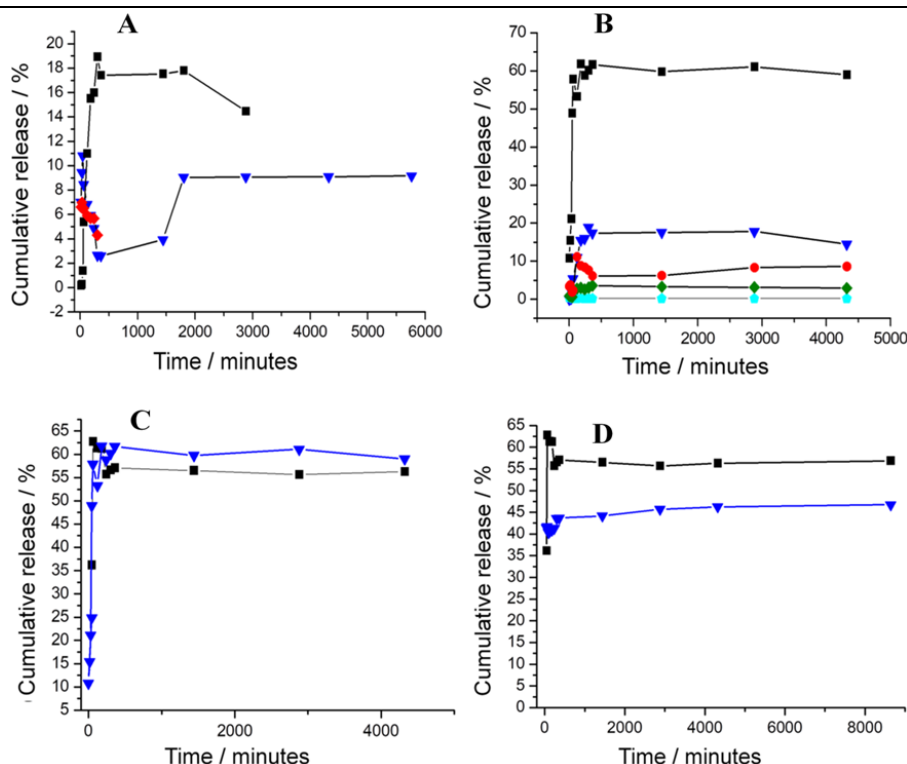 A
Cumulative release / %
20
18
16
14
12
10
8
6
4
2
0
-2
0 1000 2000 3000 4000 5000 6000
Time / minutes
B
Cumulative release / %
70
60
50
40
30
20
10
0
0 1000 2000 3000 4000 5000
Time / minutes
C
Cumulative release / %
65
60
55
50
45
40
35
30
25
20
15
10
5
0 2000 4000
Time / minutes
D
Cumulative release / %
65
60
55
50
45
40
35
30
25
20
15
10
5
0
0 2000 4000 6000 8000
Time / minutes